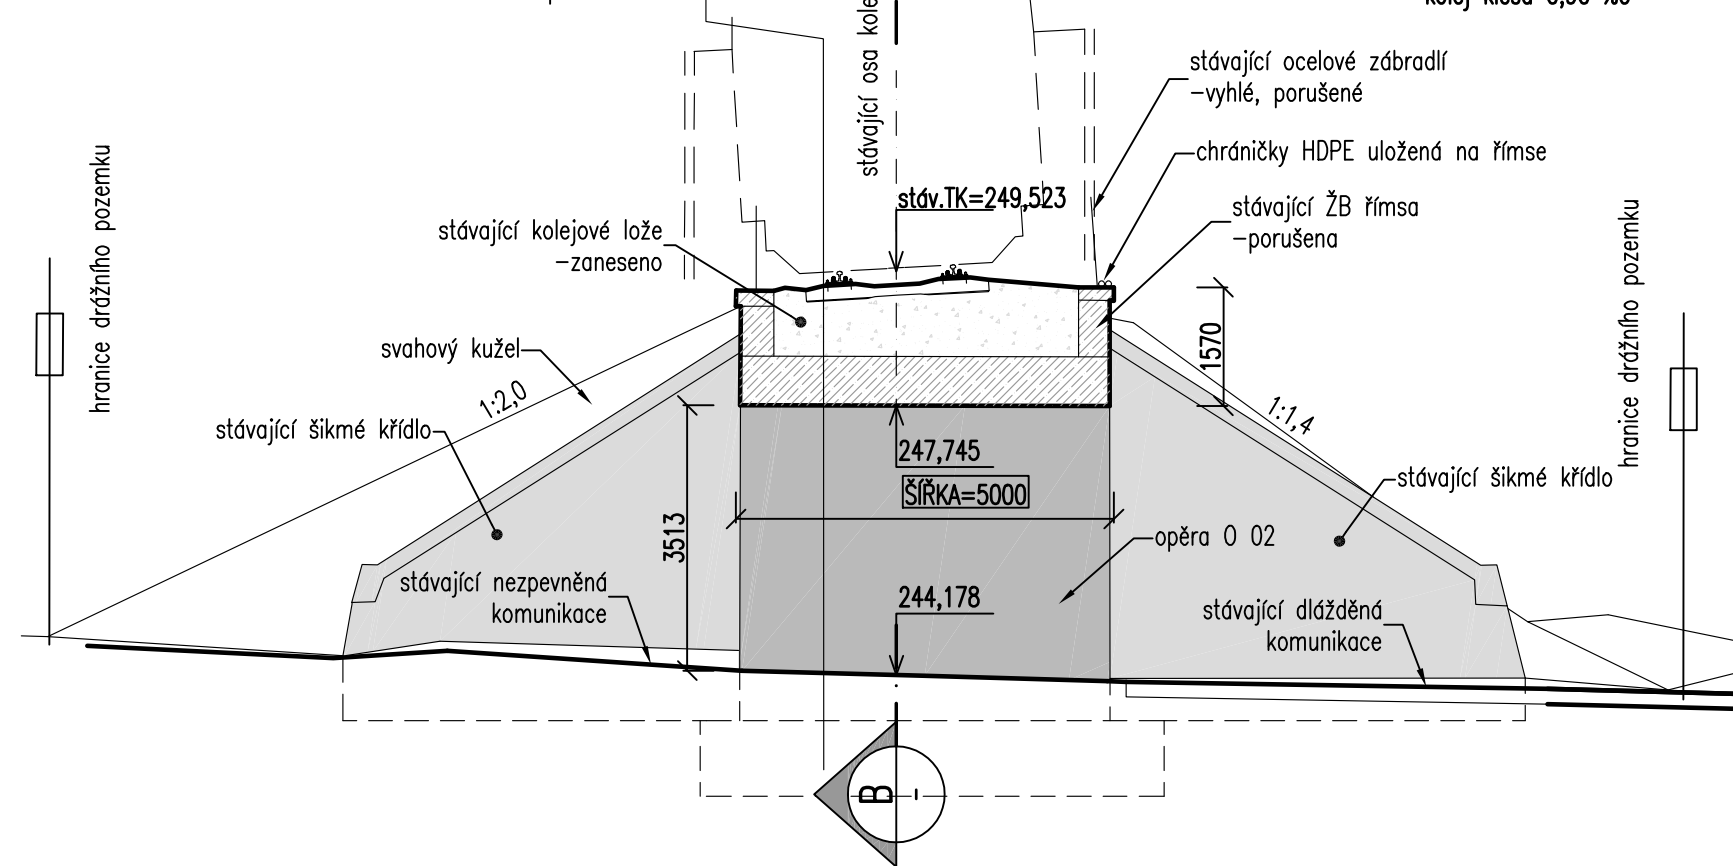 stávající osa kole
stávající ocelové zábradlí
-vyhlé, porušené
chráničky HDPE uložená na římse
stáv.TK=249,523
stávající ŽB římsa
-porušena
stávající kolejové lože
-zaneseno
hranice drážního pozemku
hranice drážního pozemku
svahový kužel
1:2,0
1570
1:1,4
stávající šikmé křídlo
247,745
ŠÍŘKA=5000
stávající šikmé křídlo
3513
opěra O 02
stávající nezpevněná
komunikace
244,178
stávající dlážděná
komunikace
B
-